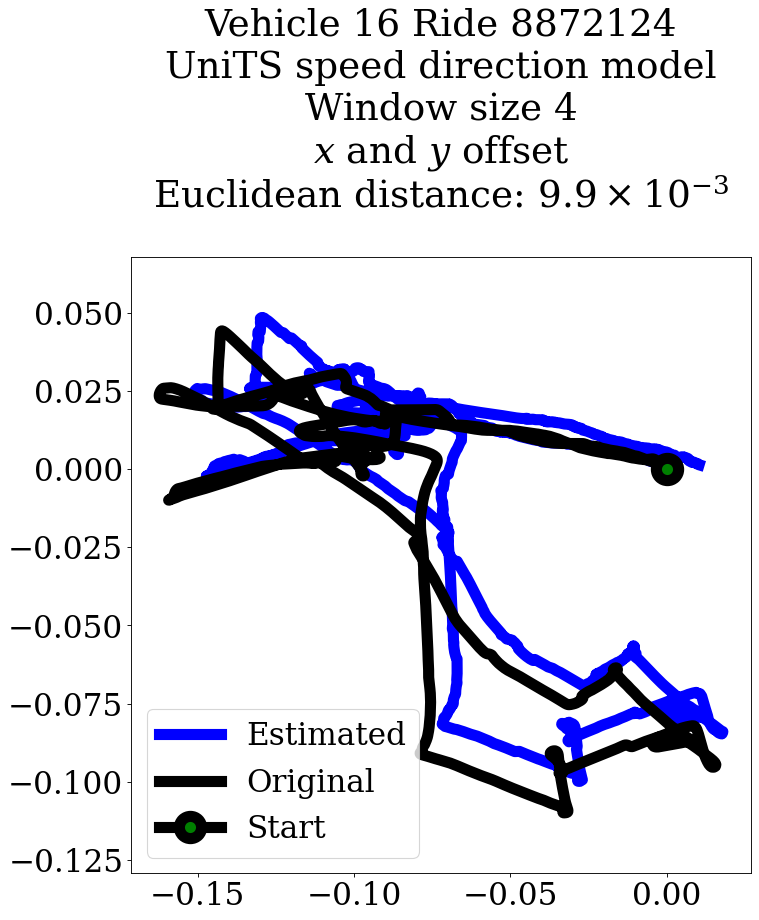 Vehicle 16 Ride 8872124
UniTS speed direction model
Window size 4
x and y offset
Euclidean distance: 9.9 × 10⁻³
0.050
0.025
0.000
−0.025
−0.050
−0.075
−0.100
−0.125
Estimated
Original
Start
−0.15
−0.10
−0.05
0.00